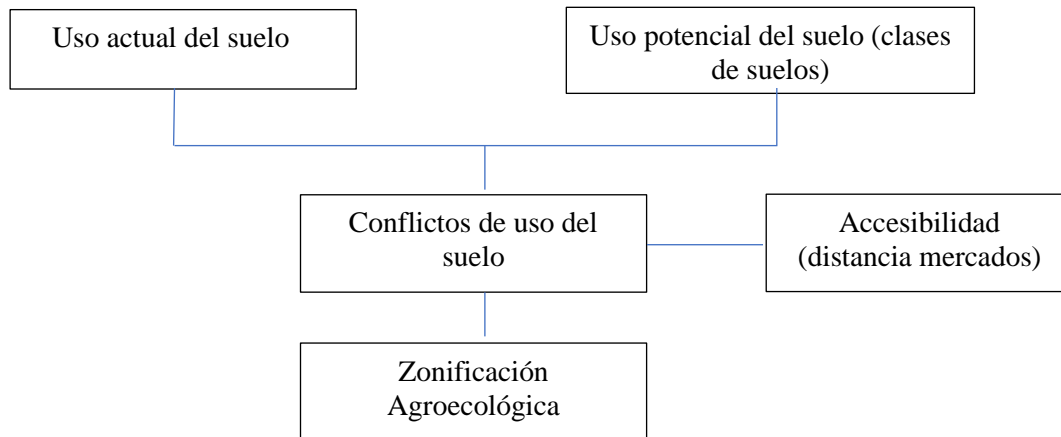 Uso actual del suelo
Uso potencial del suelo (clases
de suelos)
Conflictos de uso del
suelo
Accesibilidad
(distancia mercados)
Zonificación
Agroecológica